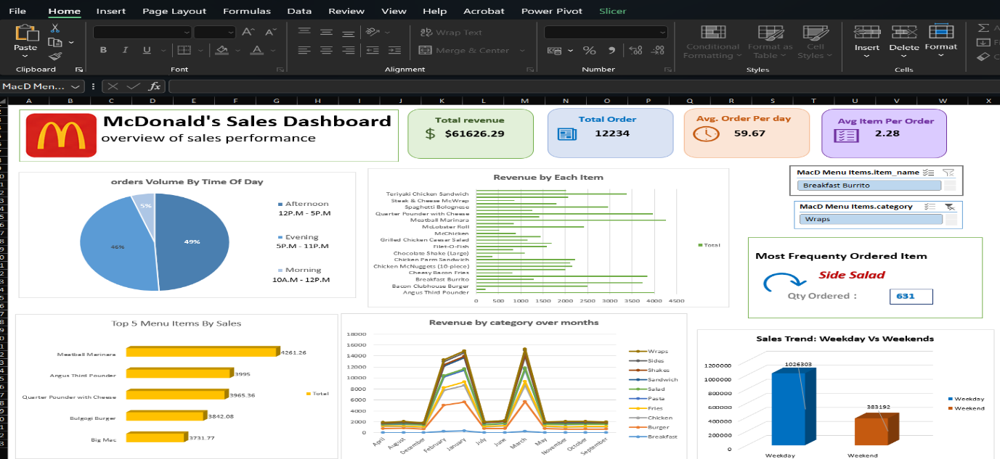 File Home Insert Page Layout Formulas Data Review View Help Acrobat Power Pivot Slicer
Paste
Clipboard
B I U
Font
Wrap Text
Merge & Center
Alignment
Number
Conditional Formatting
Format as Table
Cell Styles
Styles
Insert Delete Format
Cells
MacD Men... fx
A B C D E F G H I J K L M N O P Q R S T U V W X
McDonald's Sales Dashboard
overview of sales performance
Total revenue
$ $61626.29
Total Order
12234
Avg. Order Per day
59.67
Avg Item Per Order
2.28
orders Volume By Time Of Day
5%
49%
46%
Afternoon
12P.M - 5P.M
Evening
5P.M - 11P.M
Morning
10A.M - 12P.M
Revenue by Each Item
Teriyaki Chicken Sandwich
Steak & Cheese McWrap
Spaghetti Bolognese
Quarter Pounder with Cheese
Meatball Marinara
McLobster Roll
McChicken
Grilled Chicken Caesar Salad
Filet-O-Fish
Chocolate Shake (Large)
Chicken Parm Sandwich
Chicken McNuggets (10-piece)
Cheesy Bacon Fries
Breakfast Burrito
Bacon Clubhouse Burger
Angus Third Pounder
0 500 1000 1500 2000 2500 3000 3500 4000 4500
Total
MacD Menu Items.item_name
Breakfast Burrito
MacD Menu Items.category
Wraps
Most Frequenty Ordered Item
Side Salad
Qty Ordered :
631
Top 5 Menu Items By Sales
Meatball Marinara 4261.26
Angus Third Pounder 3995
Quarter Pounder with Cheese 3965.36
Bulgogi Burger 3842.08
Big Mac 3731.77
Total
Revenue by category over months
18000
16000
14000
12000
10000
8000
6000
4000
2000
0
April August December February January July June March May November October September
Wraps
Sides
Shakes
Sandwich
Salad
Pasta
Fries
Chicken
Burger
Breakfast
Sales Trend: Weekday Vs Weekends
1200000
1000000
800000
600000
400000
200000
0
1026303
383192
Weekday Weekend
Weekday
Weekend